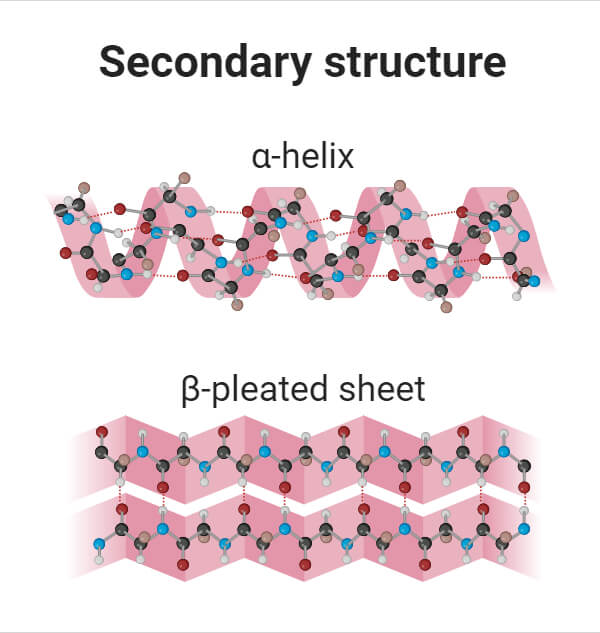 Secondary structure
α-helix
β-pleated sheet